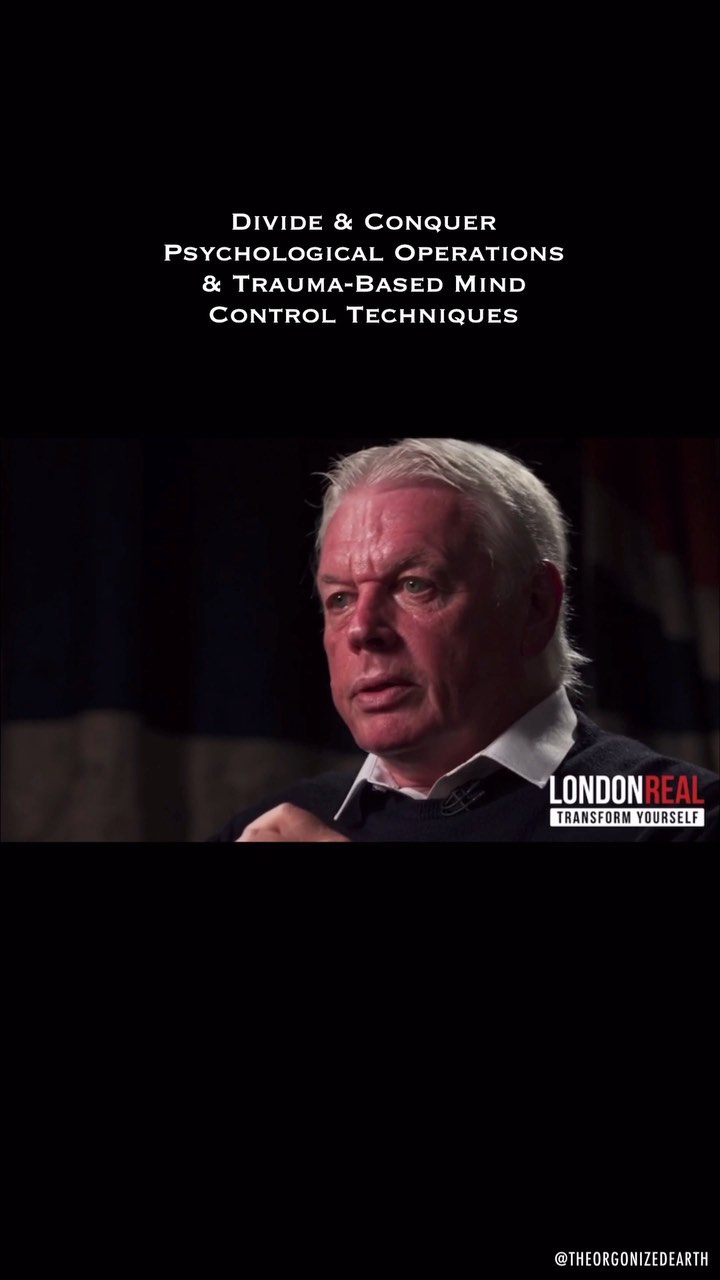 Divide & Conquer
Psychological Operations
& Trauma-Based Mind
Control Techniques
LONDONREAL
TRANSFORM YOURSELF
@THEORGONIZEDEARTH